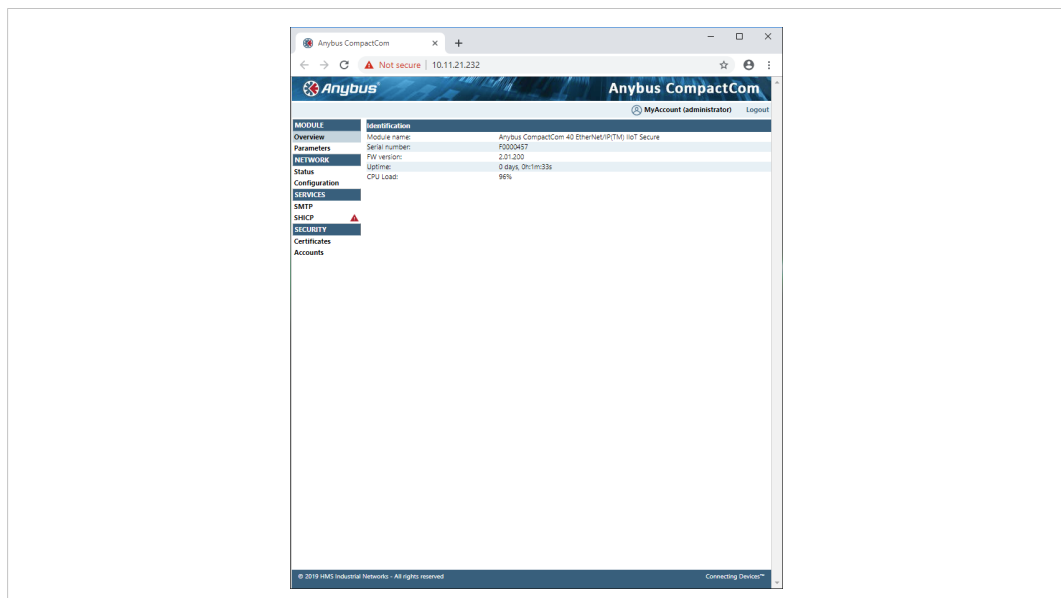 Anybus CompactCom
Not secure | 10.11.21.232
Anybus
Anybus CompactCom
MyAccount (administrator) Logout
MODULE
Overview
Parameters
NETWORK
Status
Configuration
SERVICES
SMTP
SHICP
SECURITY
Certificates
Accounts
Identification
Module name: Anybus CompactCom 40 EtherNet/IP(TM) IIoT Secure
Serial number: F0000457
FW version: 2.01.200
Uptime: 0 days, 0h:1m:33s
CPU Load: 96%
© 2019 HMS Industrial Networks - All rights reserved Connecting Devices™